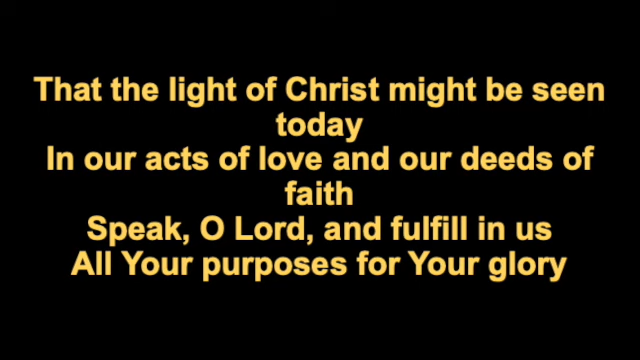 That the light of Christ might be seen
today
In our acts of love and our deeds of
faith
Speak, O Lord, and fulfill in us
All Your purposes for Your glory